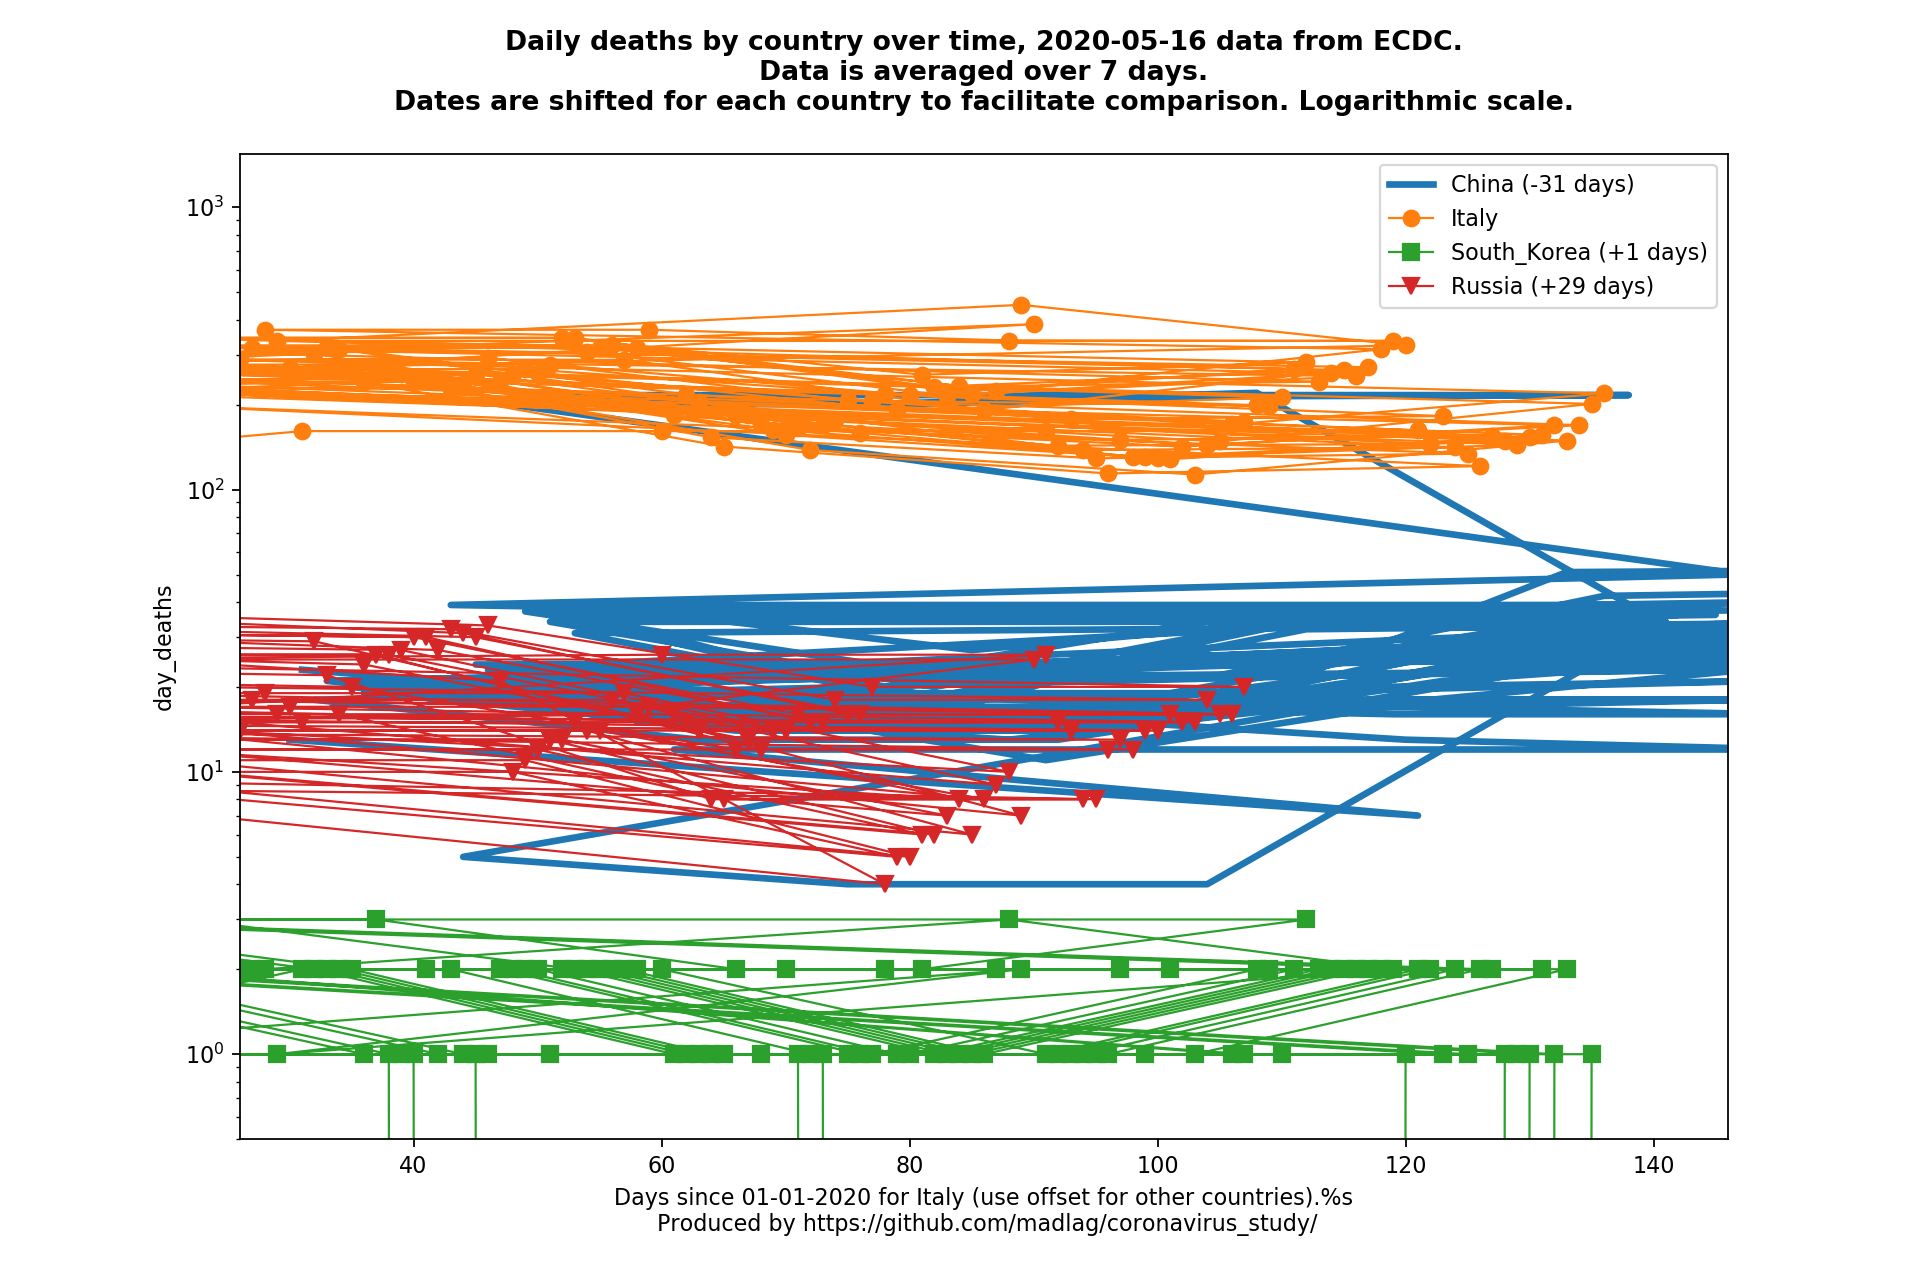 Daily deaths by country over time, 2020-05-16 data from ECDC.
Data is averaged over 7 days.
Dates are shifted for each country to facilitate comparison. Logarithmic scale.
China (-31 days)
Italy
South_Korea (+1 days)
Russia (+29 days)
day_deaths
10³
10²
10¹
10⁰
40 60 80 100 120 140
Days since 01-01-2020 for Italy (use offset for other countries).%s
Produced by https://github.com/madlag/coronavirus_study/